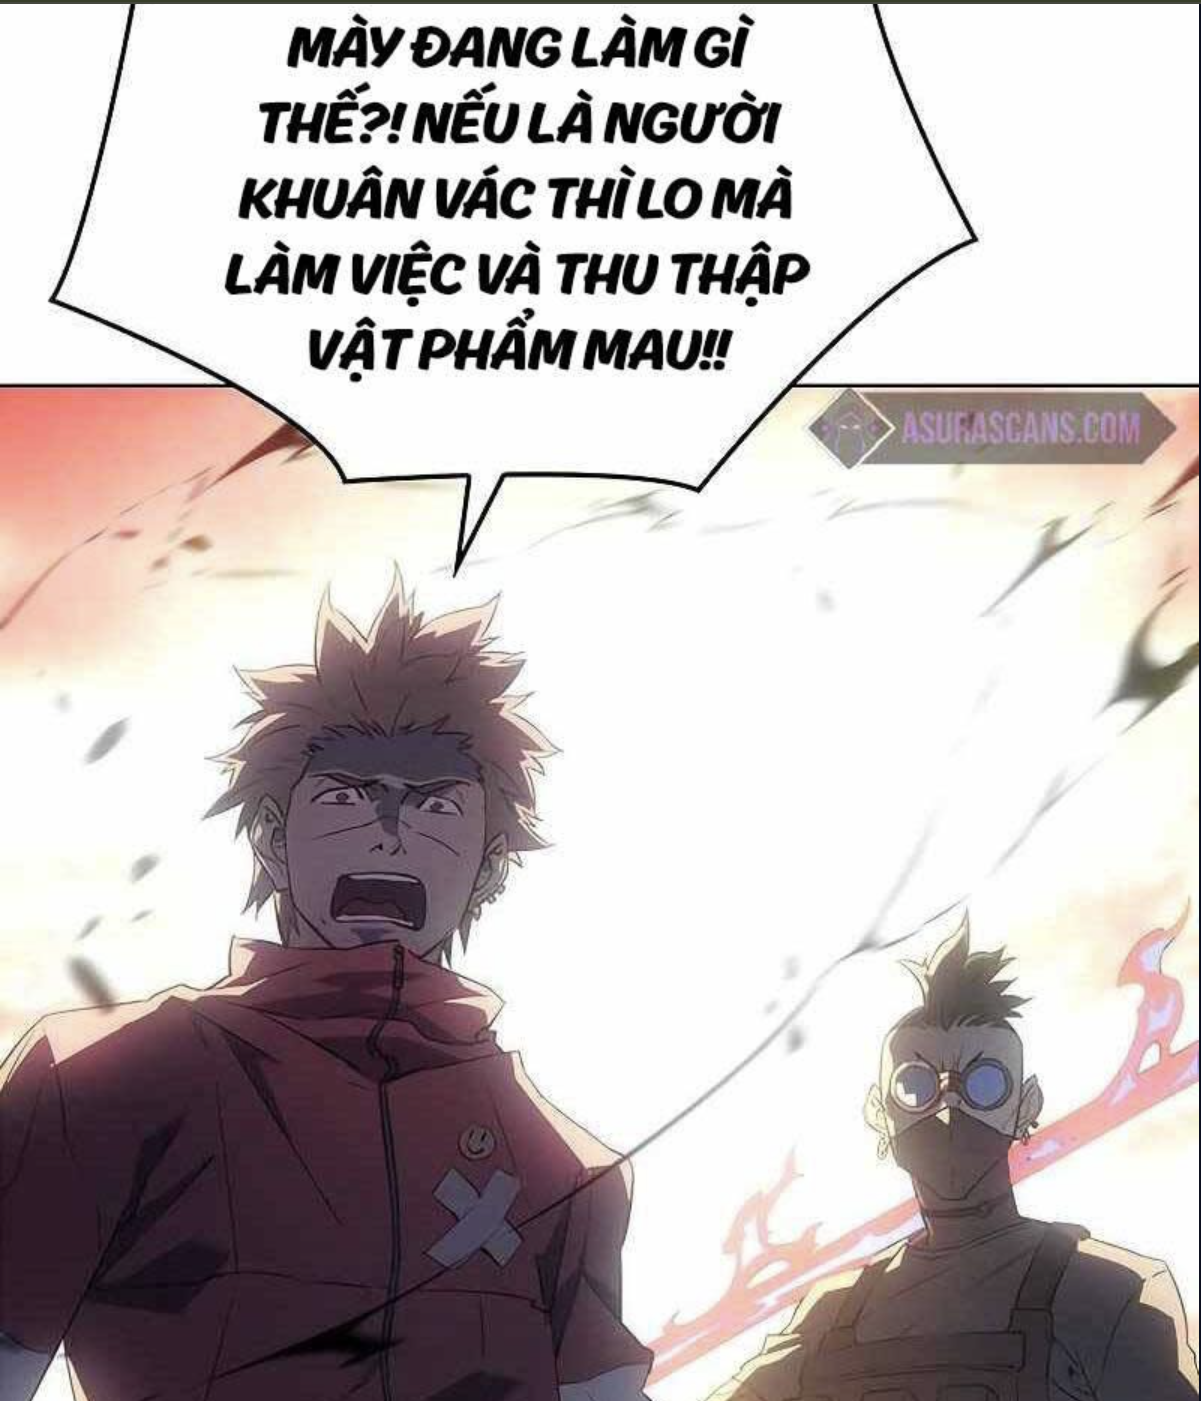 MÀY ĐANG LÀM GÌ
THẾ?! NẾU LÀ NGƯỜI
KHUÂN VÁC THÌ LO MÀ
LÀM VIỆC VÀ THU THẬP
VẬT PHẨM MAU!!
ASURASCANS.COM